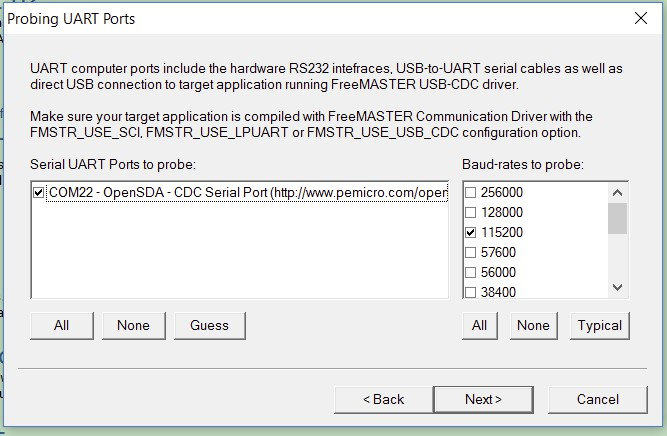 Probing UART Ports
UART computer ports include the hardware RS232 intefraces, USB-to-UART serial cables as well as
direct USB connection to target application running FreeMASTER USB-CDC driver.
Make sure your target application is compiled with FreeMASTER Communication Driver with the
FMSTR_USE_SCI, FMSTR_USE_LPUART or FMSTR_USE_USB_CDC configuration option.
Serial UART Ports to probe:
Baud-rates to probe:
COM22 - OpenSDA - CDC Serial Port (http://www.pemicro.com/open
256000
128000
115200
57600
56000
38400
All
None
Guess
All
None
Typical
< Back
Next >
Cancel